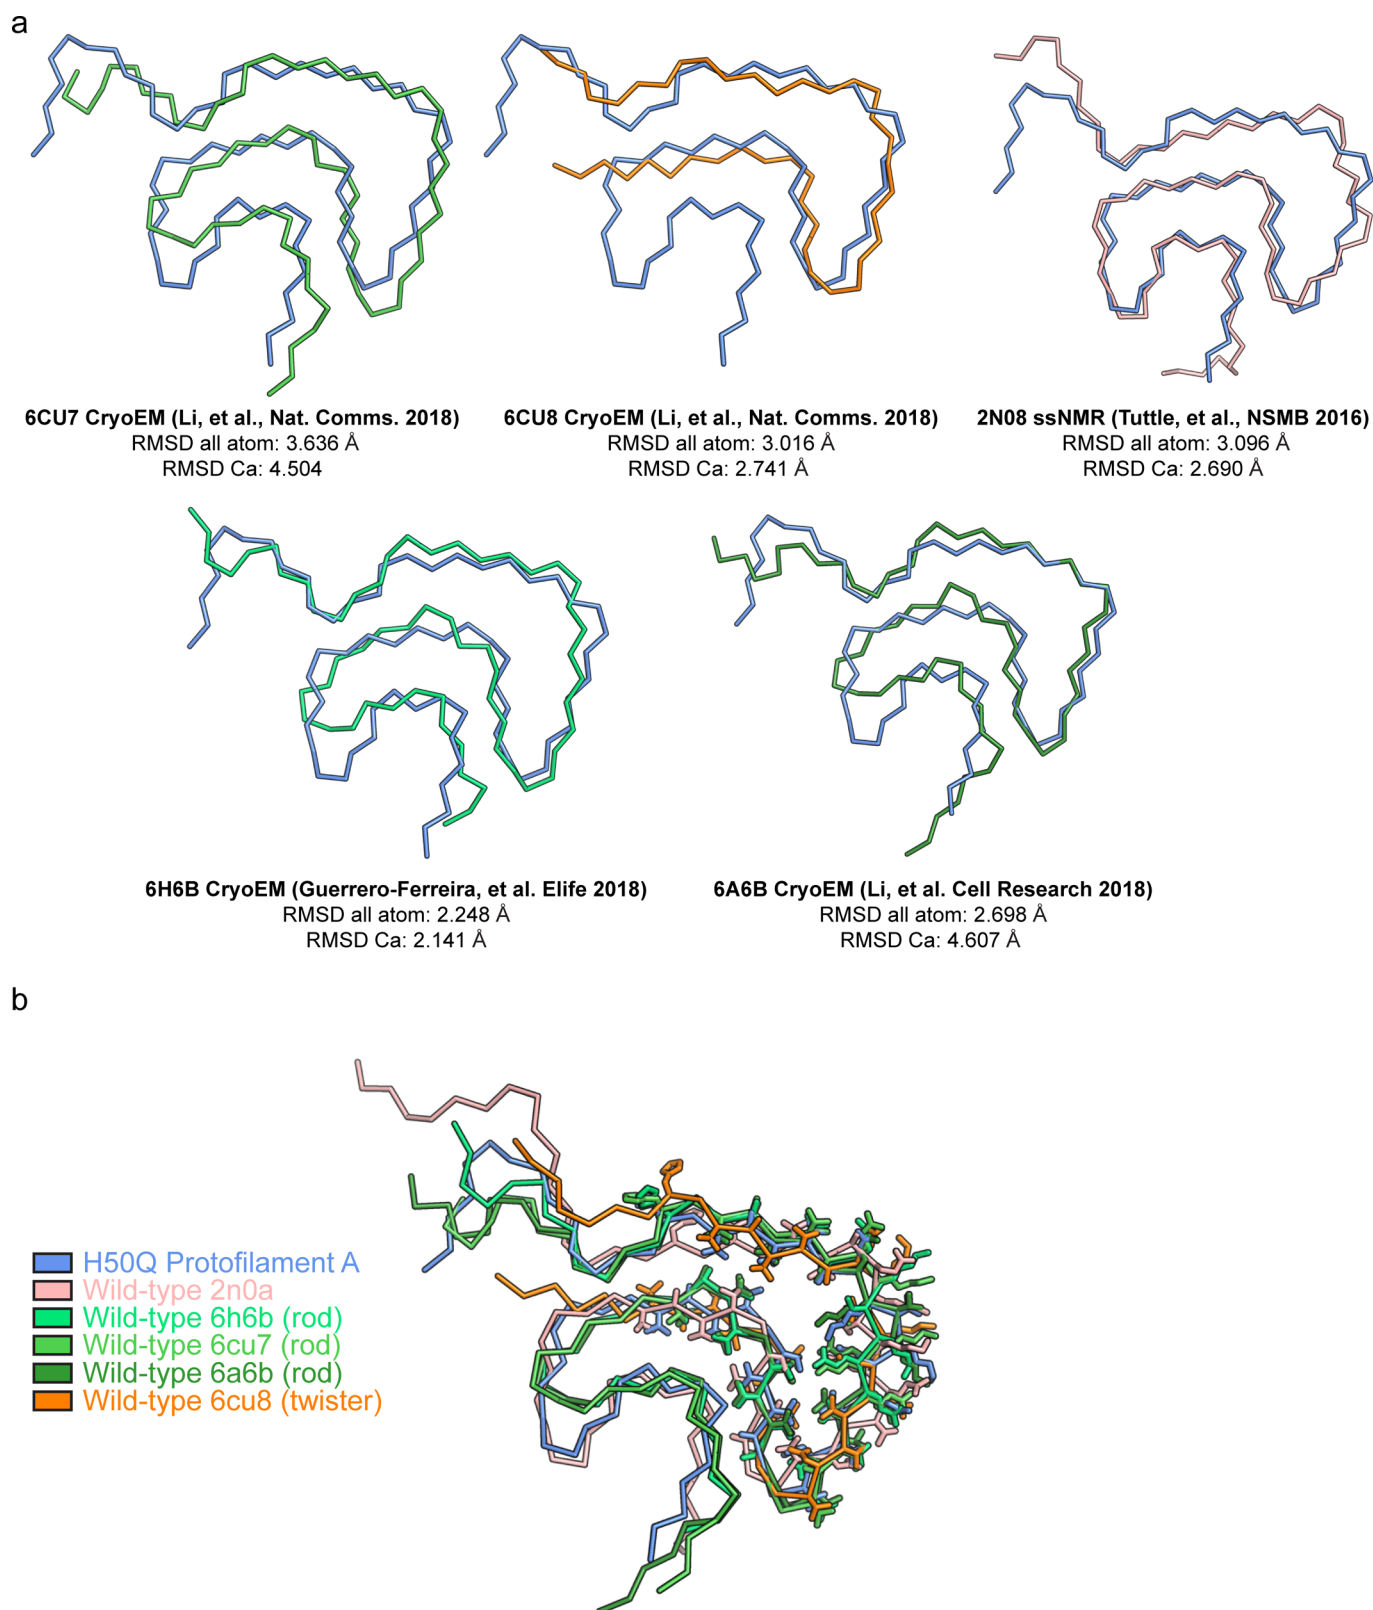 a
6CU7 CryoEM (Li, et al., Nat. Comms. 2018)
RMSD all atom: 3.636 Å
RMSD Ca: 4.504
6CU8 CryoEM (Li, et al., Nat. Comms. 2018)
RMSD all atom: 3.016 Å
RMSD Ca: 2.741 Å
2N08 ssNMR (Tuttle, et al., NSMB 2016)
RMSD all atom: 3.096 Å
RMSD Ca: 2.690 Å
6H6B CryoEM (Guerrero-Ferreira, et al. Elife 2018)
RMSD all atom: 2.248 Å
RMSD Ca: 2.141 Å
6A6B CryoEM (Li, et al. Cell Research 2018)
RMSD all atom: 2.698 Å
RMSD Ca: 4.607 Å
b
H50Q Protofilament A
Wild-type 2n0a
Wild-type 6h6b (rod)
Wild-type 6cu7 (rod)
Wild-type 6a6b (rod)
Wild-type 6cu8 (twister)